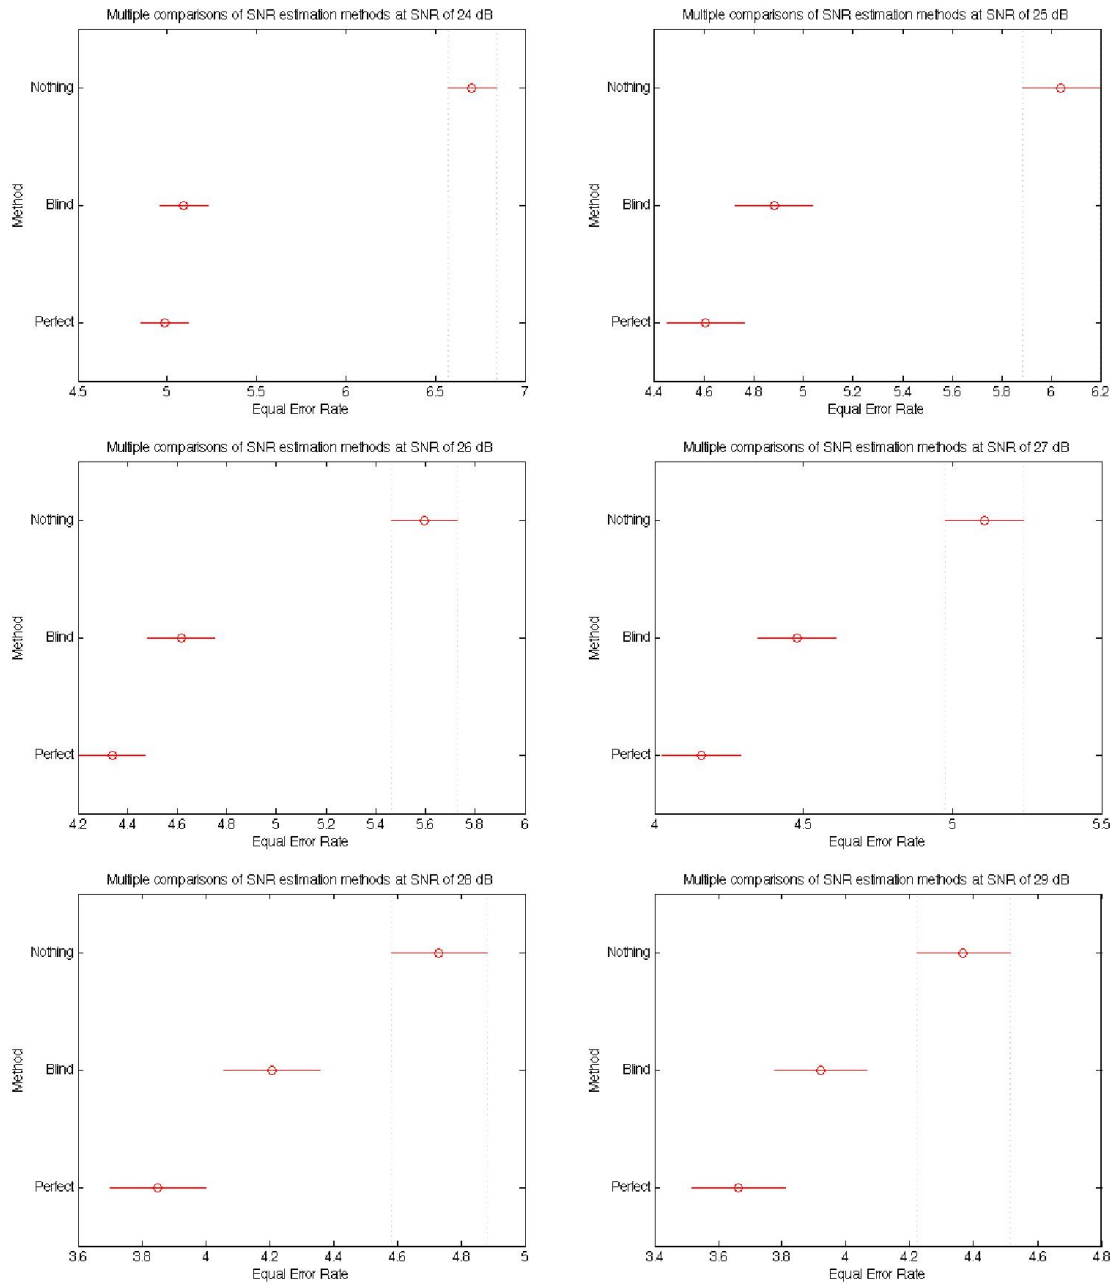 Multiple comparisons of SNR estimation methods at SNR of 24 dB
Nothing
Blind
Perfect
Method
4.5 5 5.5 6 6.5 7
Equal Error Rate
Multiple comparisons of SNR estimation methods at SNR of 25 dB
Nothing
Blind
Perfect
Method
4.4 4.6 4.8 5 5.2 5.4 5.6 5.8 6 6.2
Equal Error Rate
Multiple comparisons of SNR estimation methods at SNR of 26 dB
Nothing
Blind
Perfect
Method
4.2 4.4 4.6 4.8 5 5.2 5.4 5.6 5.8 6
Equal Error Rate
Multiple comparisons of SNR estimation methods at SNR of 27 dB
Nothing
Blind
Perfect
Method
4 4.5 5 5.5
Equal Error Rate
Multiple comparisons of SNR estimation methods at SNR of 28 dB
Nothing
Blind
Perfect
Method
3.6 3.8 4 4.2 4.4 4.6 4.8 5
Equal Error Rate
Multiple comparisons of SNR estimation methods at SNR of 29 dB
Nothing
Blind
Perfect
Method
3.4 3.6 3.8 4 4.2 4.4 4.6 4.8
Equal Error Rate